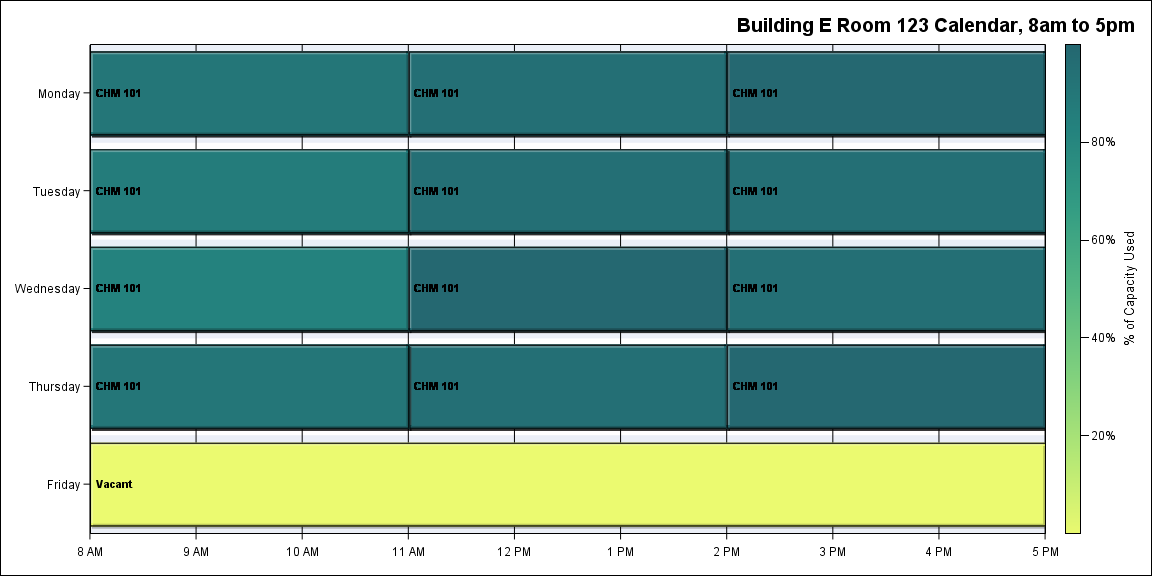 Building E Room 123 Calendar, 8am to 5pm
Monday
CHM 101
CHM 101
CHM 101
Tuesday
CHM 101
CHM 101
CHM 101
Wednesday
CHM 101
CHM 101
CHM 101
Thursday
CHM 101
CHM 101
CHM 101
Friday
Vacant
8 AM
9 AM
10 AM
11 AM
12 PM
1 PM
2 PM
3 PM
4 PM
5 PM
80%
60%
40%
20%
% of Capacity Used